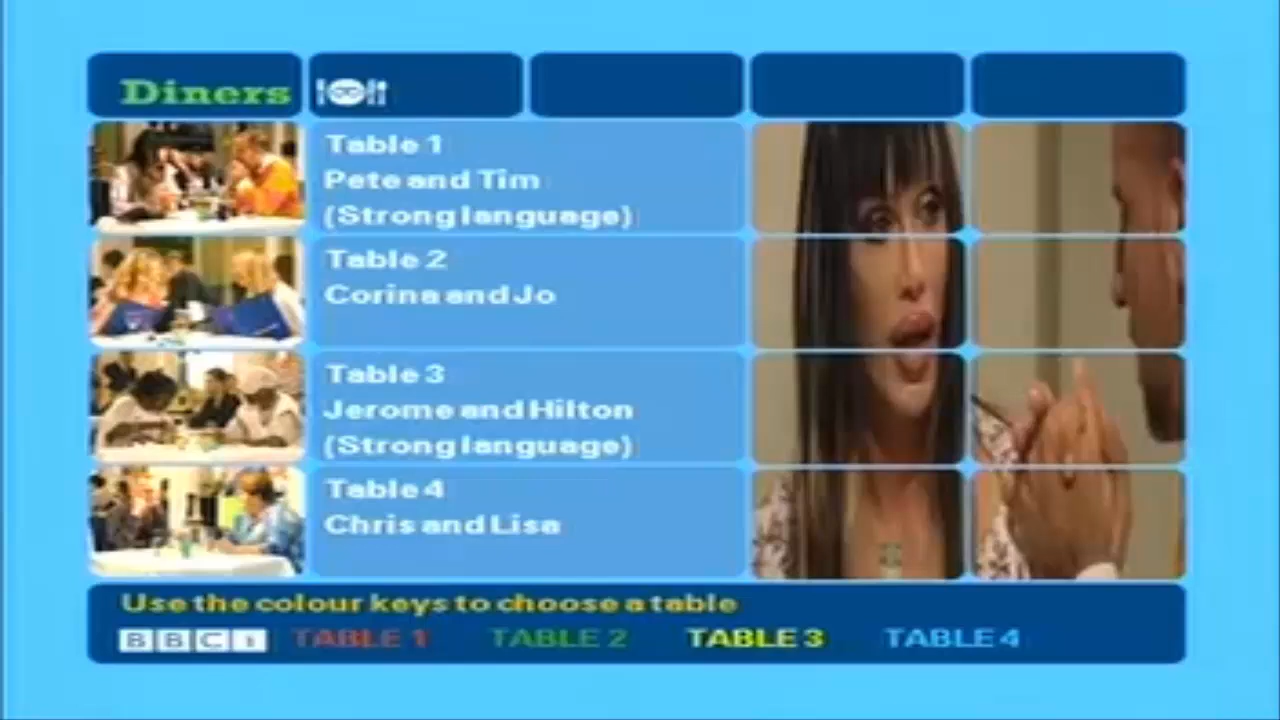 Diners
Table 1
Pete and Tim
(Strong language)
Table 2
Corina and Jo
Table 3
Jerome and Hilton
(Strong language)
Table 4
Chris and Lisa
Use the colour keys to choose a table
BBCi TABLE 1 TABLE 2 TABLE 3 TABLE 4